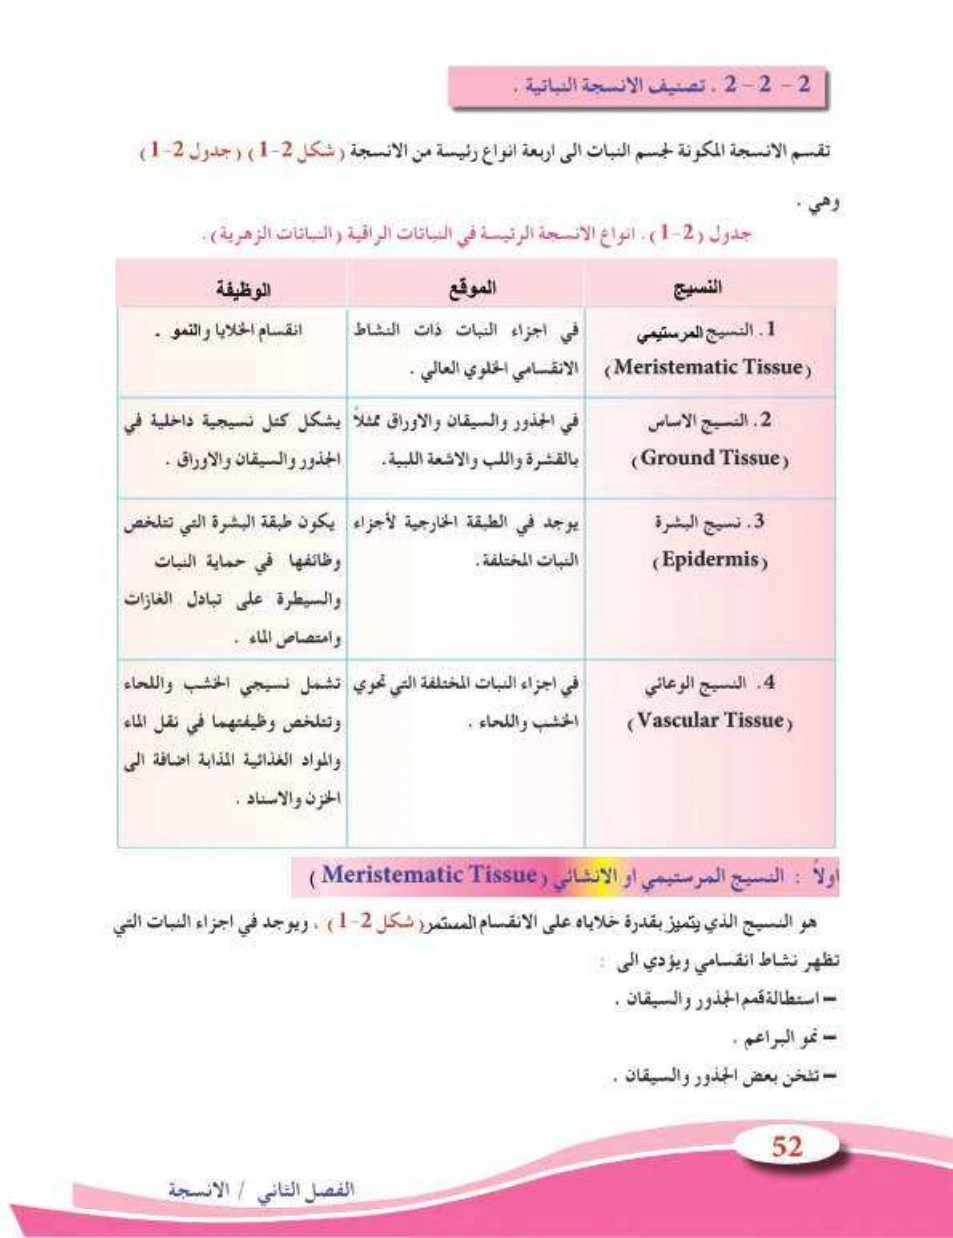 2 - 2 - 2 . تصنيف الانسجة النباتية .
تقسم الانسجة المكونة لجسم النبات الى اربعة انواع رئيسة من الانسجة ( شكل 2-1 ) ( جدول 2-1 )
وهي .
جدول ( 2-1 ) . انواع الانسجة الرئيسة في النباتات الراقية ( النباتات الزهرية ) .
النسيج الموقع الوظيفة
1. النسيج المرستيمي في اجزاء النبات ذات النشاط انقسام الخلايا والنمو .
( Meristematic Tissue ) الانقسامي الخلوي العالي .
2. النسيج الاساس في الجذور والسيقان والاوراق ممثلاً يشكل كتل نسيجية داخلية في
( Ground Tissue ) بالقشرة واللب والاشعة اللبية. الجذور والسيقان والاوراق .
3. نسيج البشرة يوجد في الطبقة الخارجية لأجزاء يكون طبقة البشرة التي تتلخص
( Epidermis ) النبات المختلفة. وظائفها في حماية النبات
والسيطرة على تبادل الغازات
وامتصاص الماء .
4. النسيج الوعائي في اجزاء النبات المختلفة التي تحوي تشمل نسيجي الخشب واللحاء
( Vascular Tissue ) الخشب واللحاء . وتتلخص وظيفتهما في نقل الماء
والمواد الغذائية المذابة اضافة الى
الخزن والاسناد .
اولاً : النسيج المرستيمي او الانشائي ( Meristematic Tissue )
هو النسيج الذي يتميز بقدرة خلاياه على الانقسام المستمر ( شكل 2-1 ) . ويوجد في اجزاء النبات التي
تظهر نشاط انقسامي ويؤدي الى :
– استطالة قمم الجذور والسيقان .
– نمو البراعم .
– تثخن بعض الجذور والسيقان .
52
الفصل الثاني / الانسجة